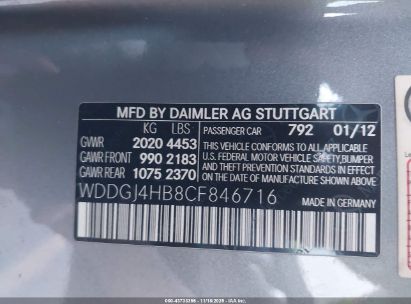 MFD BY DAIMLER AG STUTTGART
KG LBS PASSENGER CAR 792 01/12
GVWR 2020 4453
GAWR FRONT 990 2183
GAWR REAR 1075 2370
THIS VEHICLE CONFORMS TO ALL APPLICABLE
FEDERAL MOTOR VEHICLE SAFETY, BUMPER,
AND THEFT PREVENTION STANDARDS IN EFFECT
ON THE DATE OF MANUFACTURE SHOWN ABOVE.
WDDGJ4HB8CF846716
MADE IN GERMANY